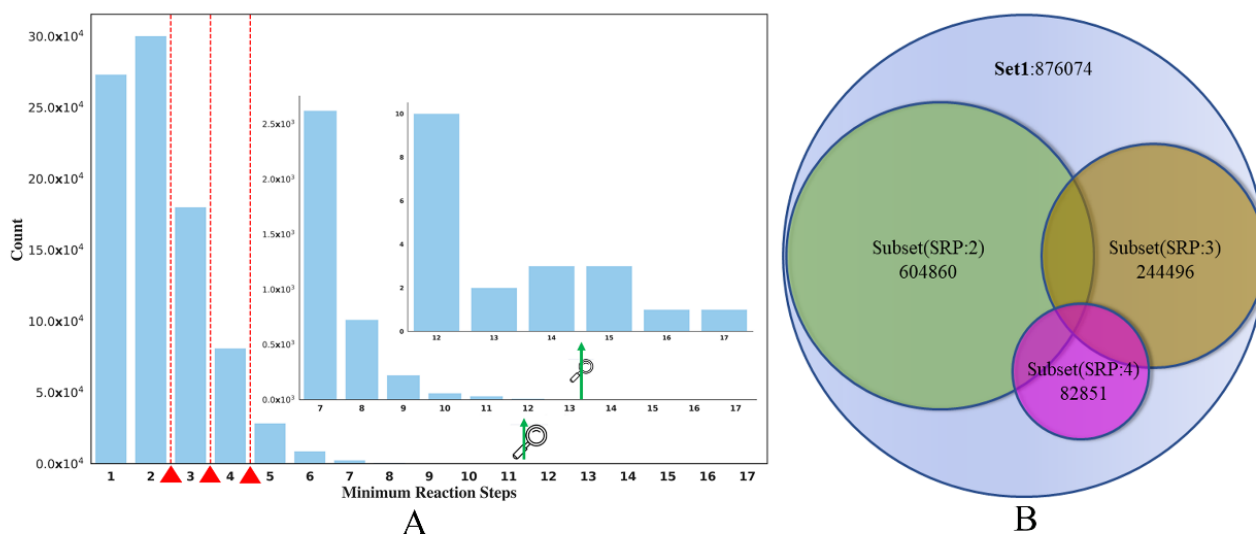 30.0x10⁴
25.0x10⁴
20.0x10⁴
15.0x10⁴
10.0x10⁴
5.0x10⁴
0.0x10⁴
Count
1 2 3 4 5 6 7 8 9 10 11 12 13 14 15 16 17
Minimum Reaction Steps
2.5x10³
2.0x10³
1.5x10³
1.0x10³
5.0x10³
0.0x10³
7 8 9 10 11 12 13 14 15 16 17
10
8
6
4
2
0
12 13 14 15 16 17
A
Set1:876074
Subset(SRP:2)
604860
Subset(SRP:3)
244496
Subset(SRP:4)
82851
B